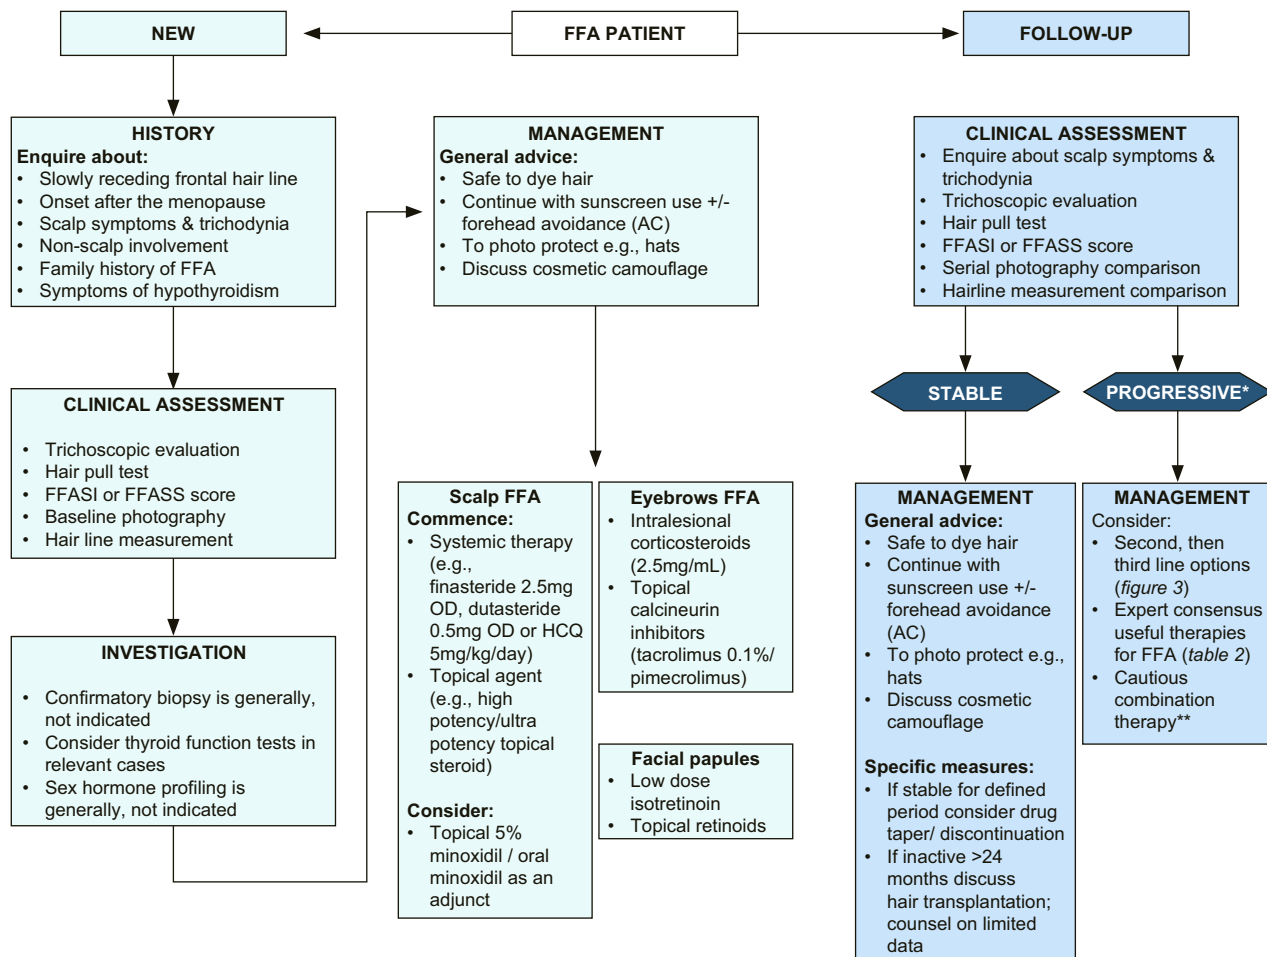 NEW
FFA PATIENT
FOLLOW-UP
HISTORY
Enquire about:
• Slowly receding frontal hair line
• Onset after the menopause
• Scalp symptoms & trichodynia
• Non-scalp involvement
• Family history of FFA
• Symptoms of hypothyroidism
CLINICAL ASSESSMENT
• Trichoscopic evaluation
• Hair pull test
• FFASI or FFASS score
• Baseline photography
• Hair line measurement
INVESTIGATION
• Confirmatory biopsy is generally,
not indicated
• Consider thyroid function tests in
relevant cases
• Sex hormone profiling is
generally, not indicated
MANAGEMENT
General advice:
• Safe to dye hair
• Continue with sunscreen use +/-
forehead avoidance (AC)
• To photo protect e.g., hats
• Discuss cosmetic camouflage
Scalp FFA
Commence:
• Systemic therapy
(e.g.,
finasteride 2.5mg
OD, dutasteride
0.5mg OD or HCQ
5mg/kg/day)
• Topical agent
(e.g., high
potency/ultra
potency topical
steroid)
Consider:
• Topical 5%
minoxidil / oral
minoxidil as an
adjunct
Eyebrows FFA
• Intralesional
corticosteroids
(2.5mg/mL)
• Topical
calcineurin
inhibitors
(tacrolimus 0.1%/
pimecrolimus)
Facial papules
• Low dose
isotretinoin
• Topical retinoids
CLINICAL ASSESSMENT
• Enquire about scalp symptoms &
trichodynia
• Trichoscopic evaluation
• Hair pull test
• FFASI or FFASS score
• Serial photography comparison
• Hairline measurement comparison
STABLE
PROGRESSIVE*
MANAGEMENT
General advice:
• Safe to dye hair
• Continue with
sunscreen use +/-
forehead avoidance
(AC)
• To photo protect e.g.,
hats
• Discuss cosmetic
camouflage
Specific measures:
• If stable for defined
period consider drug
taper/ discontinuation
• If inactive >24
months discuss
hair transplantation;
counsel on limited
data
MANAGEMENT
Consider:
• Second, then
third line options
(figure 3)
• Expert consensus
useful therapies
for FFA (table 2)
• Cautious
combination
therapy**